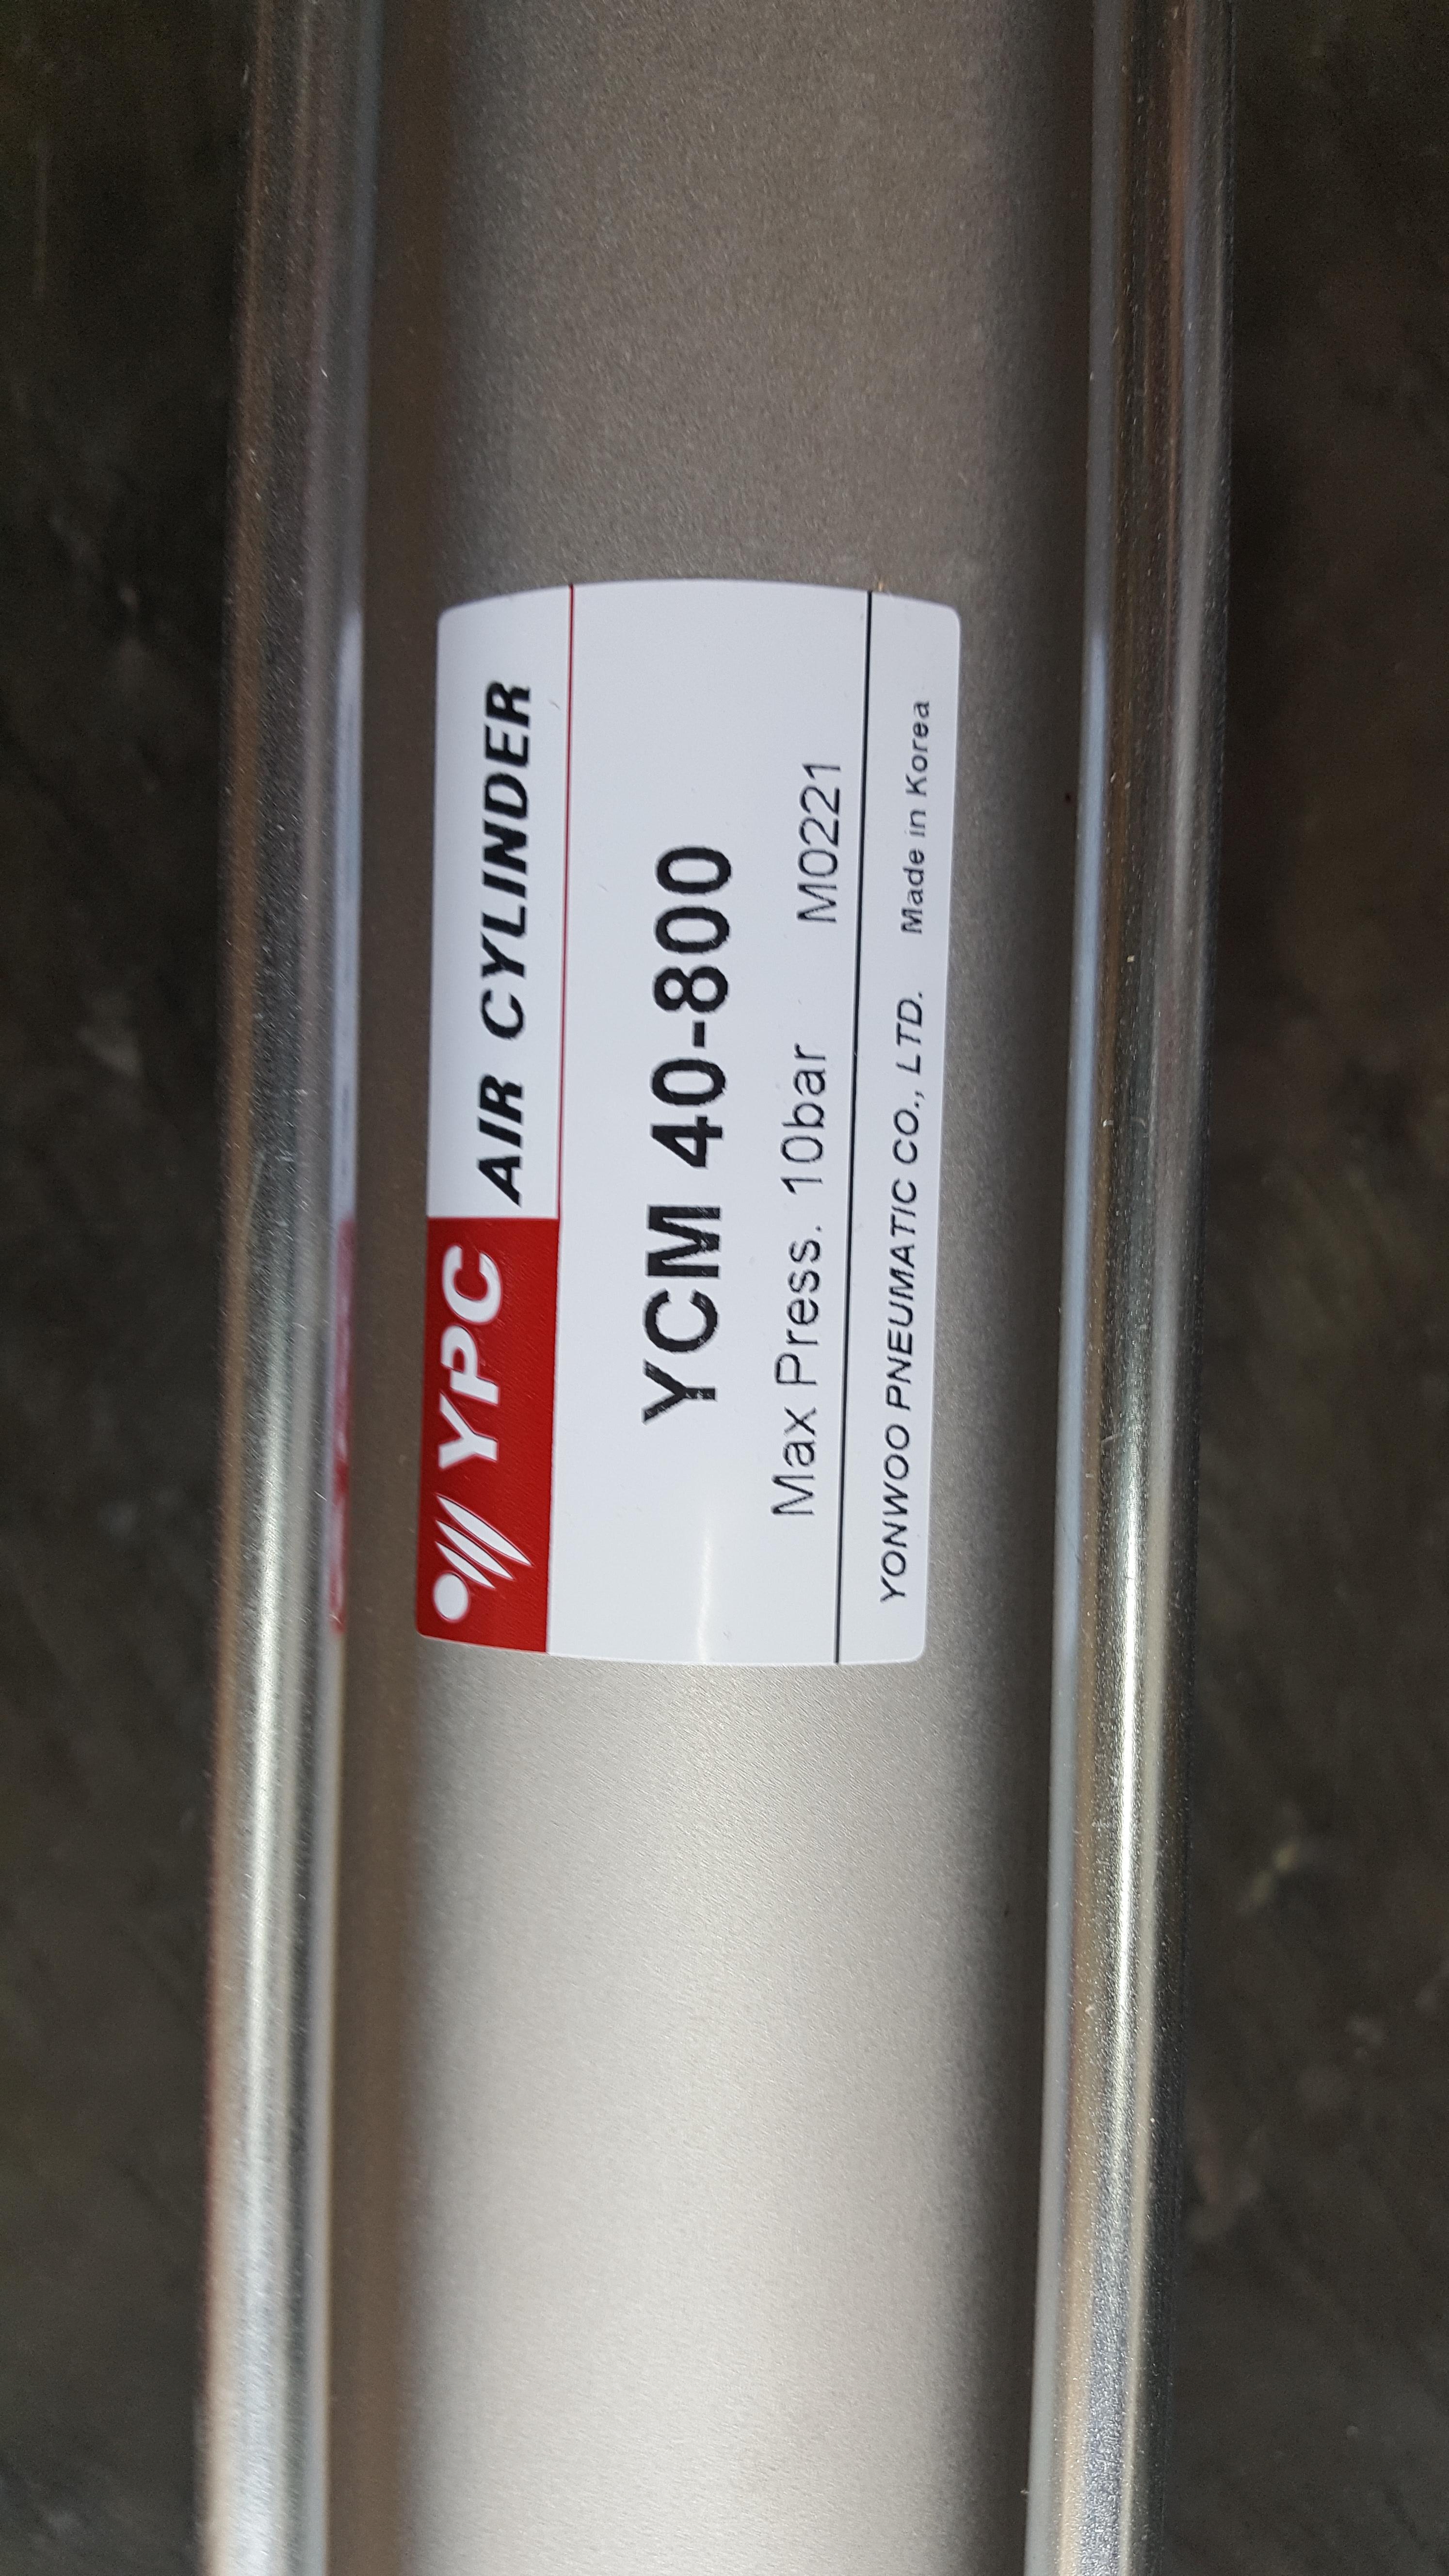 YPC AIR CYLINDER
YCM 40-800
Max Press. 10bar M0221
YONWOO PNEUMATIC CO., LTD. Made in Korea